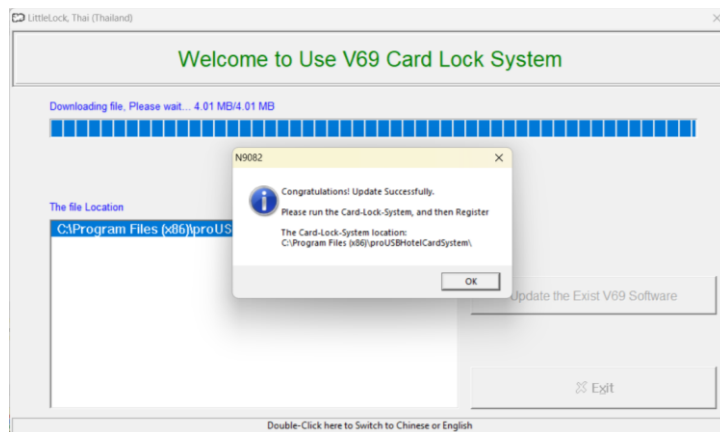 LittleLock, Thai (Thailand)
Welcome to Use V69 Card Lock System
Downloading file, Please wait... 4.01 MB/4.01 MB
N9082
Congratulations! Update Successfully.
Please run the Card-Lock-System, and then Register
The Card-Lock-System location:
C:\Program Files (x86)\proUSBHotelCardSystem\
OK
The file Location
C:\Program Files (x86)\proUS
Update the Exist V69 Software
Exit
Double-Click here to Switch to Chinese or English